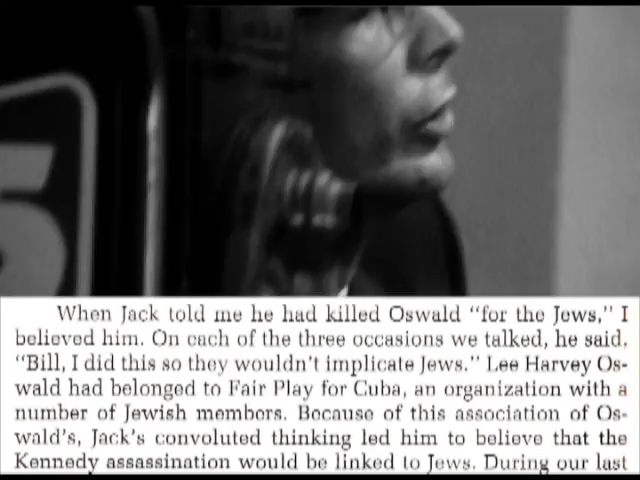 5
When Jack told me he had killed Oswald "for the Jews," I
believed him. On each of the three occasions we talked, he said,
"Bill, I did this so they wouldn't implicate Jews." Lee Harvey Os-
wald had belonged to Fair Play for Cuba, an organization with a
number of Jewish members. Because of this association of Os-
wald's, Jack's convoluted thinking led him to believe that the
Kennedy assassination would be linked to Jews. During our last